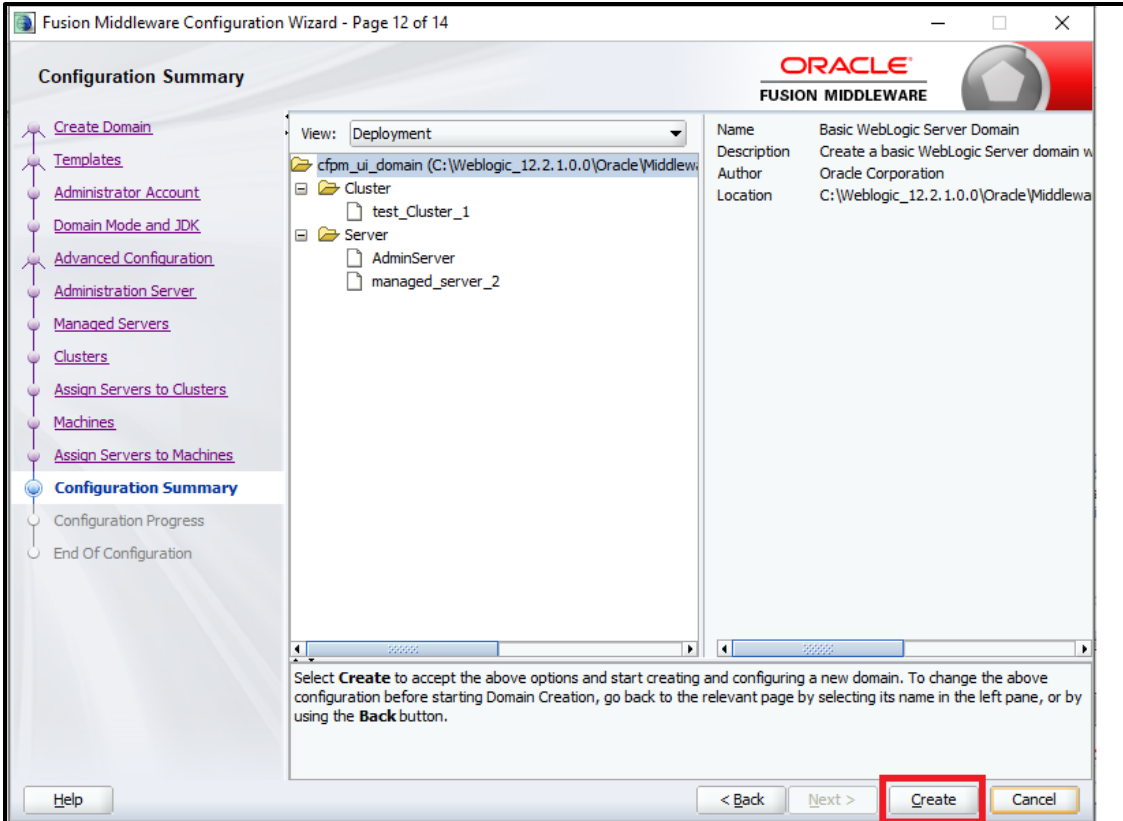 Fusion Middleware Configuration Wizard - Page 12 of 14
Configuration Summary
ORACLE
FUSION MIDDLEWARE
Create Domain
Templates
Administrator Account
Domain Mode and JDK
Advanced Configuration
Administration Server
Managed Servers
Clusters
Assign Servers to Clusters
Machines
Assign Servers to Machines
Configuration Summary
Configuration Progress
End Of Configuration
View: Deployment
cfpm_ui_domain (C:\Weblogic_12.2.1.0.0\Oracle\Middlew
Cluster
test_Cluster_1
Server
AdminServer
managed_server_2
Name Basic WebLogic Server Domain
Description Create a basic WebLogic Server domain w
Author Oracle Corporation
Location C:\Weblogic_12.2.1.0.0\Oracle\Middlewa
Select Create to accept the above options and start creating and configuring a new domain. To change the above
configuration before starting Domain Creation, go back to the relevant page by selecting its name in the left pane, or by
using the Back button.
Help
< Back
Next >
Create
Cancel